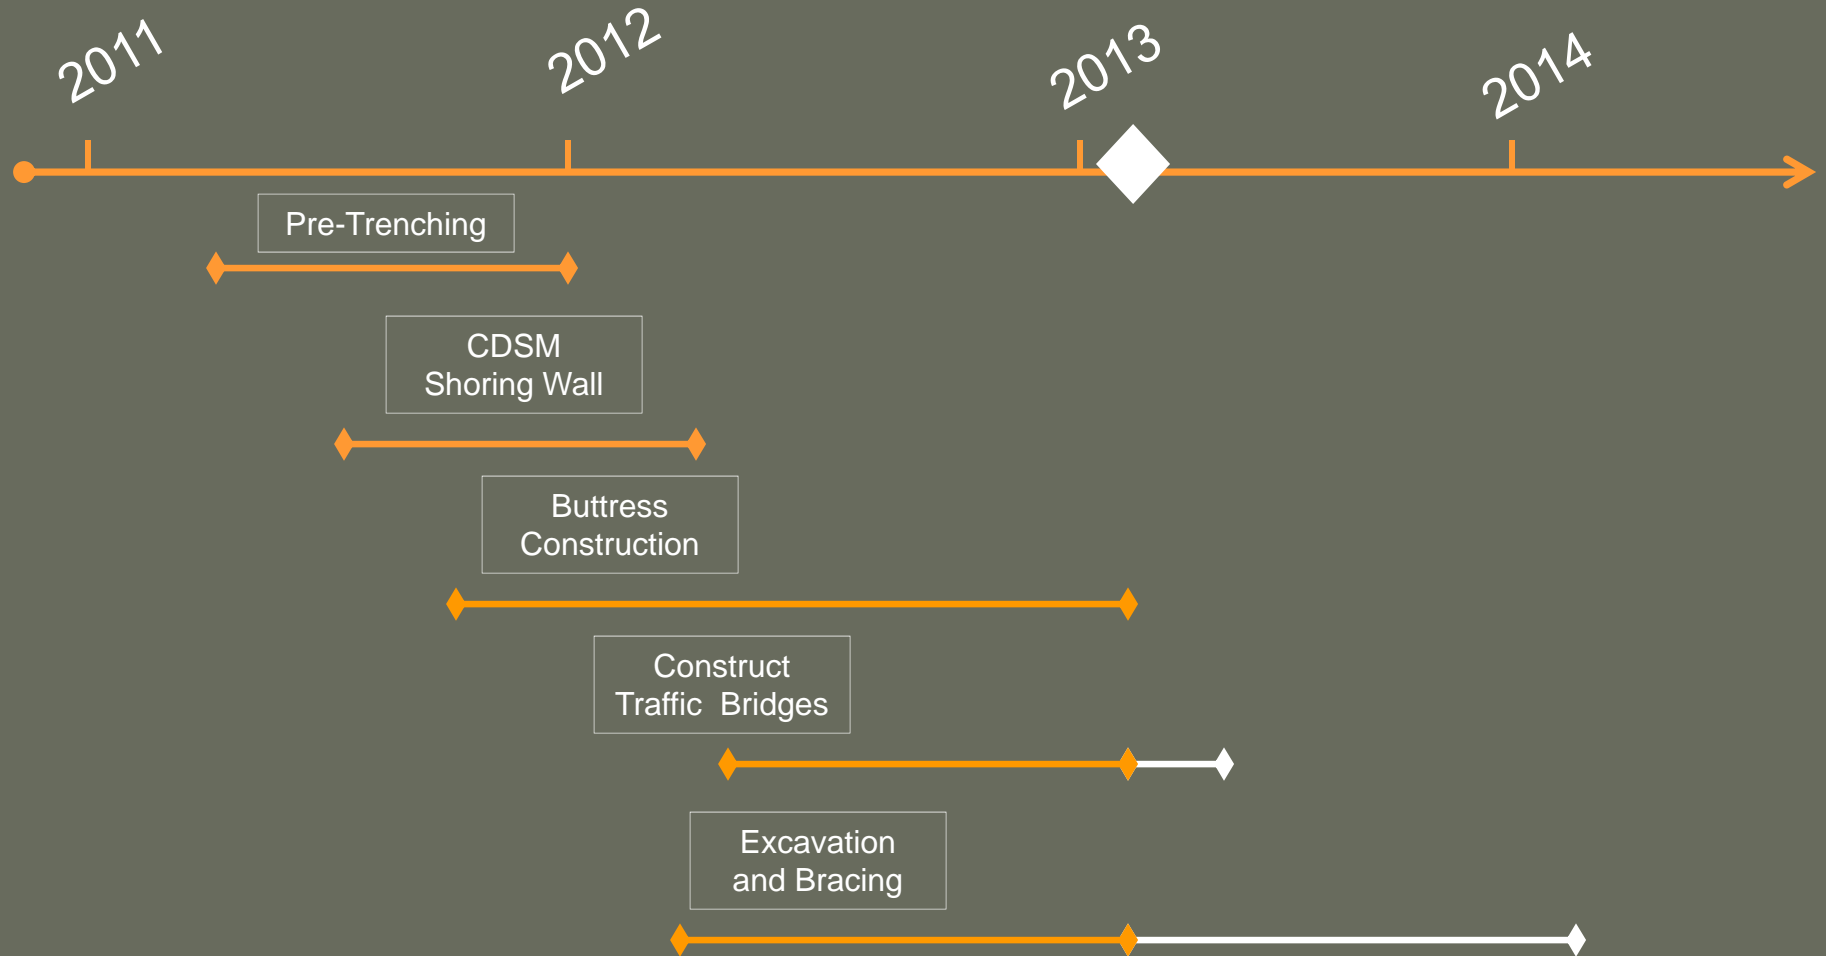 2011
2012
2013
2014
Pre-Trenching
CDSM
Shoring Wall
Buttress
Construction
Construct
Traffic  Bridges
Excavation
and Bracing